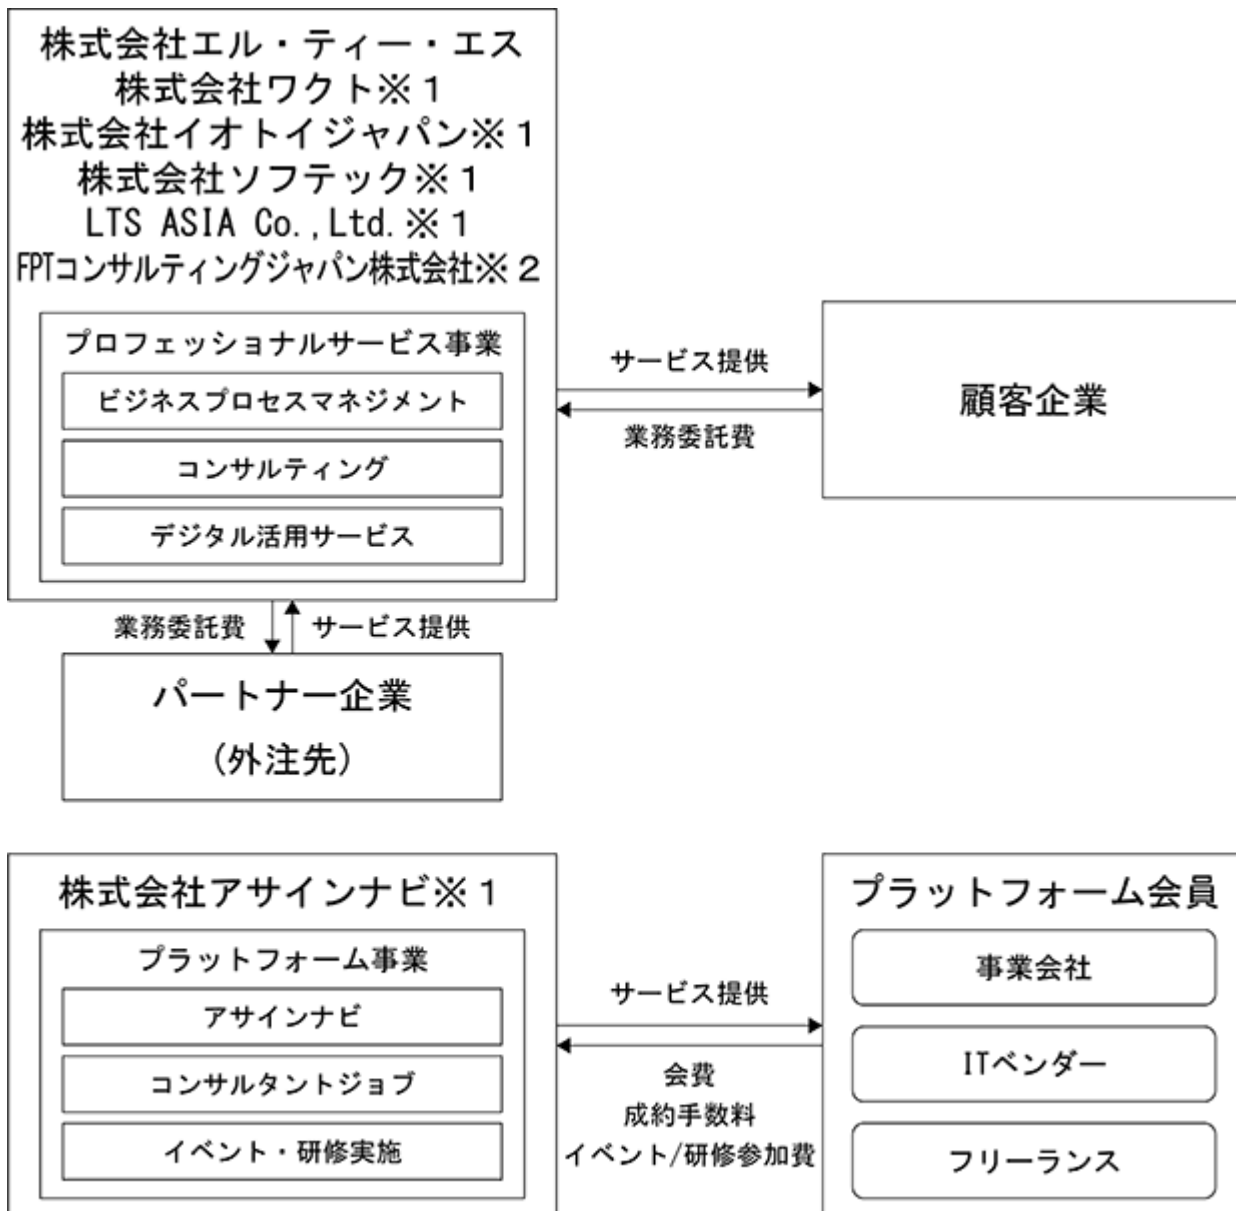 株式会社エル・ティー・エス
株式会社ワクト※１
株式会社イオトイジャパン※１
株式会社ソフテック※１
LTS ASIA Co.,Ltd.※１
FPTコンサルティングジャパン株式会社※２
プロフェッショナルサービス事業
ビジネスプロセスマネジメント
コンサルティング
デジタル活用サービス
サービス提供
業務委託費
顧客企業
業務委託費
サービス提供
パートナー企業
(外注先)
株式会社アサインナビ※１
プラットフォーム事業
アサインナビ
コンサルタントジョブ
イベント・研修実施
サービス提供
会費
成約手数料
イベント/研修参加費
プラットフォーム会員
事業会社
ITベンダー
フリーランス